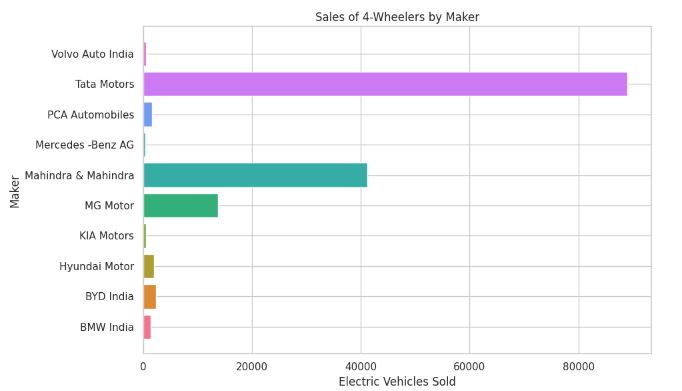 Sales of 4-Wheelers by Maker
Volvo Auto India
Tata Motors
PCA Automobiles
Mercedes -Benz AG
Mahindra & Mahindra
MG Motor
KIA Motors
Hyundai Motor
BYD India
BMW India
Maker
0 20000 40000 60000 80000
Electric Vehicles Sold